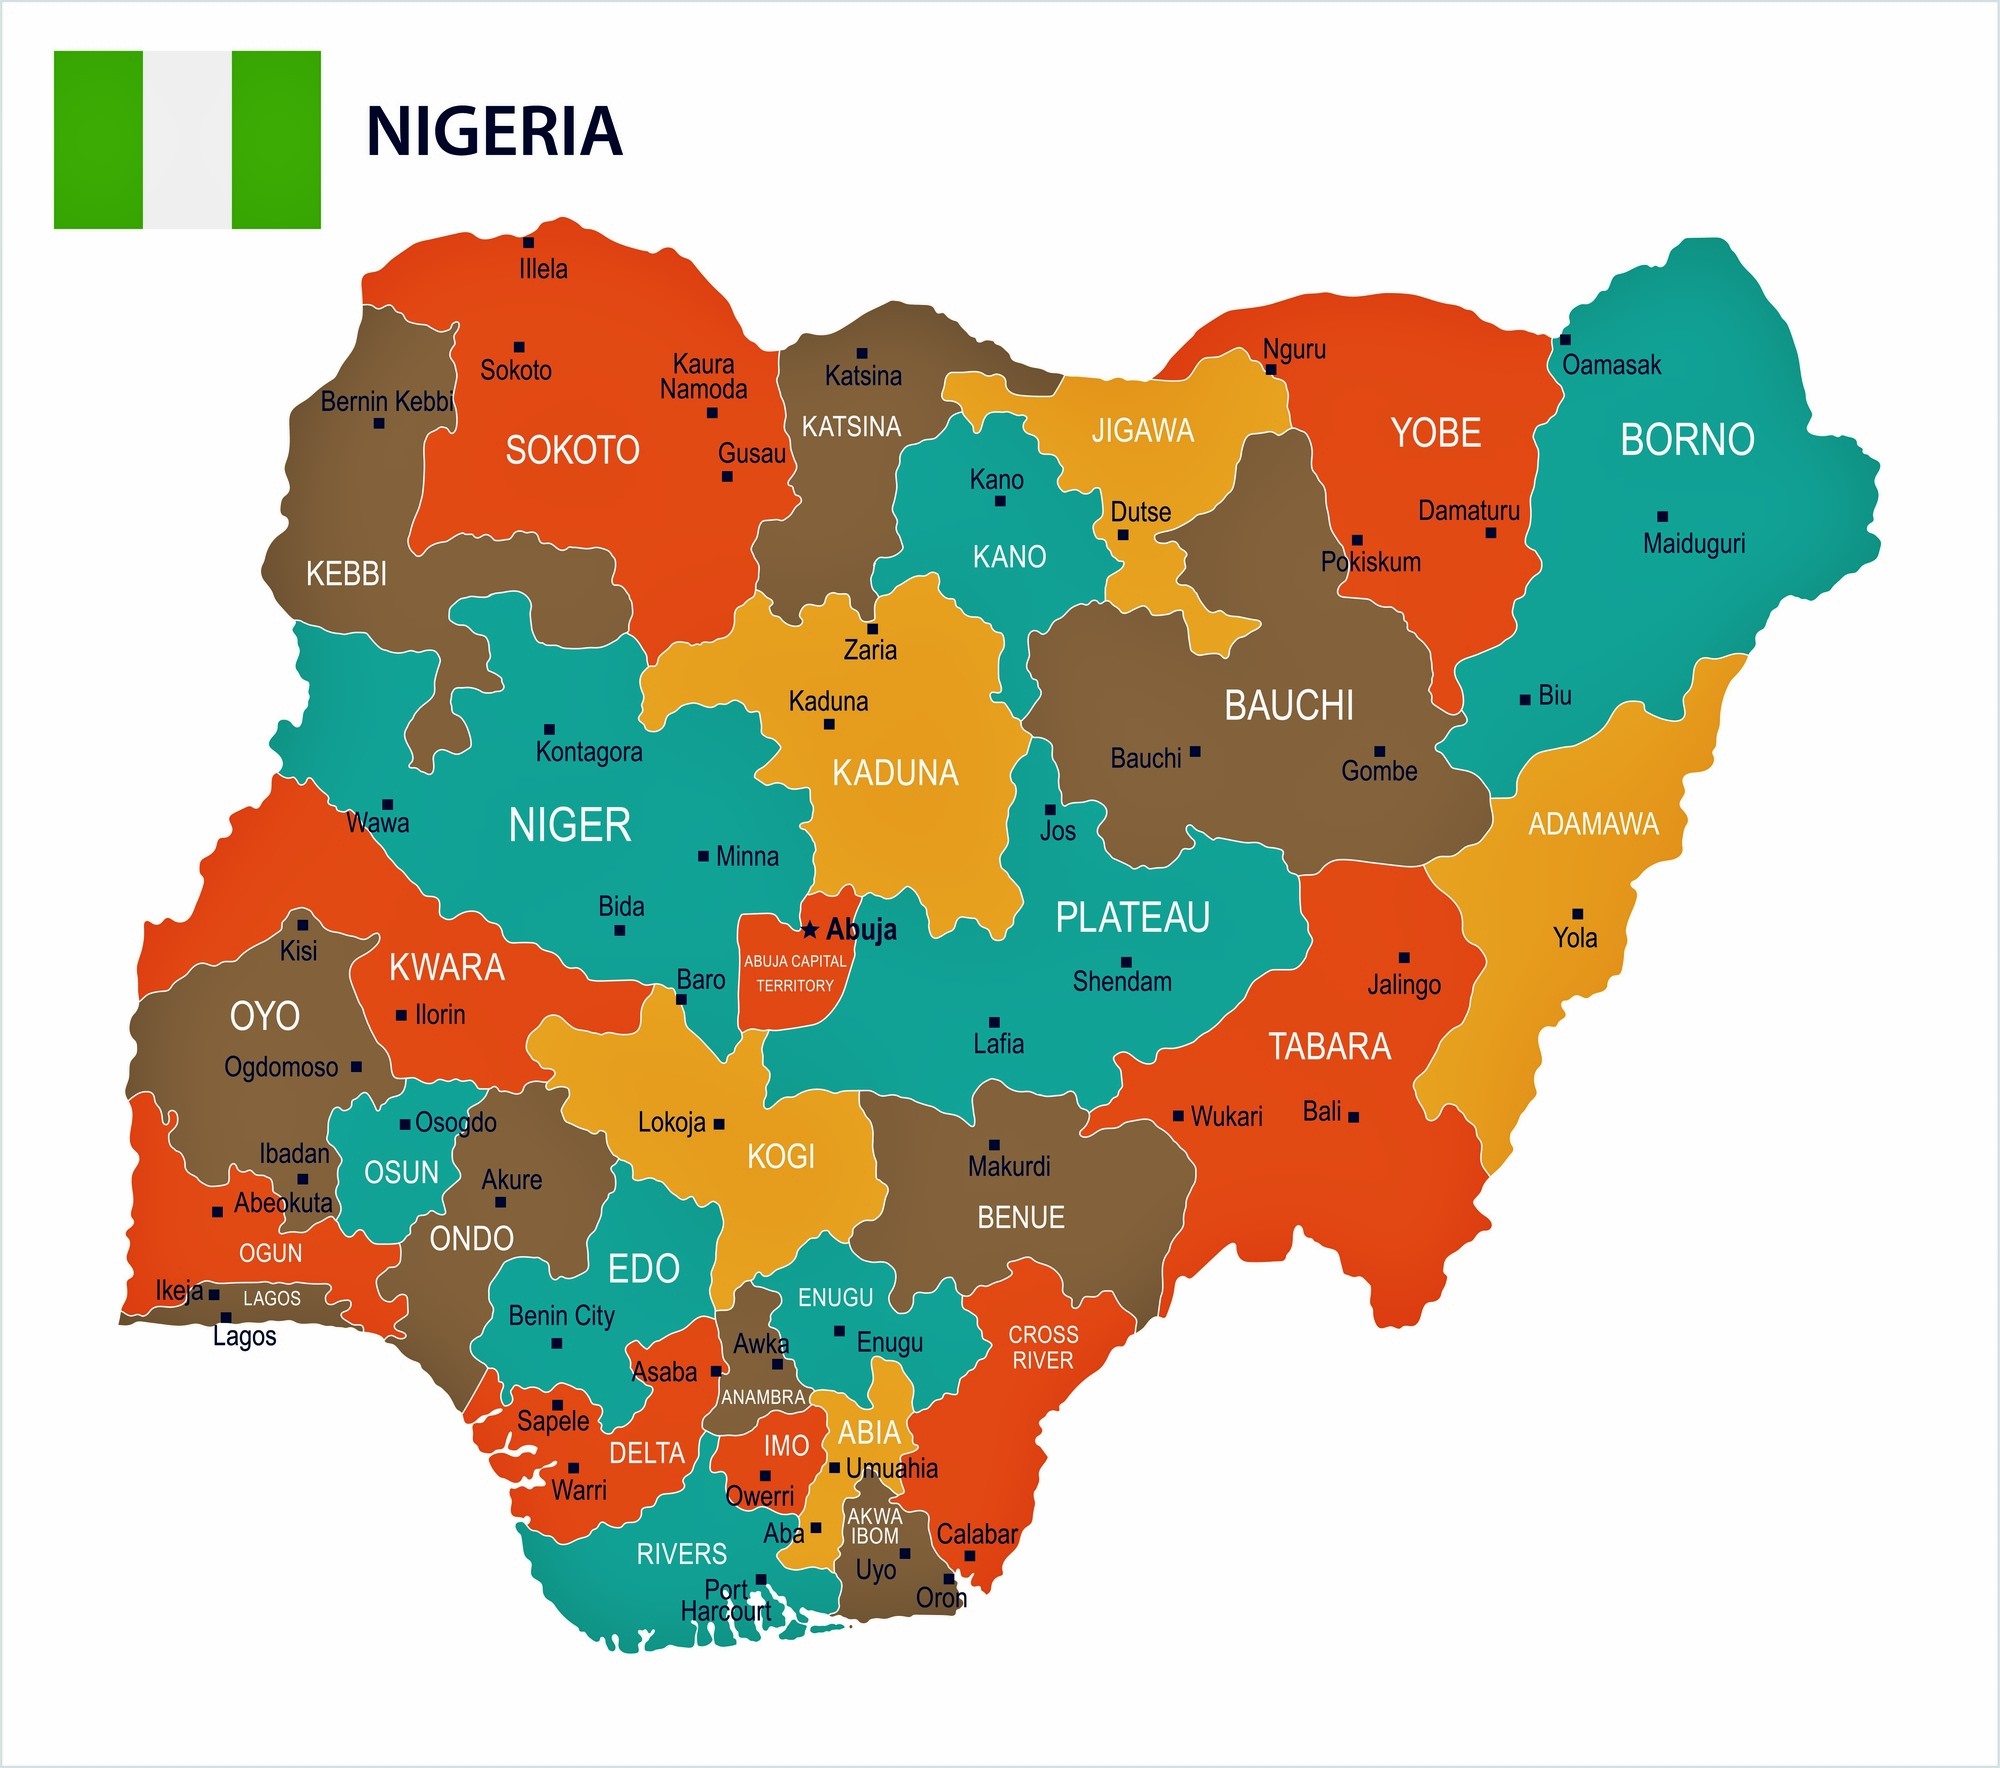 NIGERIA
Illela
Sokoto
Kaura
Namoda
Bernin Kebbi
SOKOTO
Gusau
KEBBI
Katsina
KATSINA
Kano
KANO
JIGAWA
Dutse
Nguru
YOBE
Damaturu
Pokiskum
Oamasak
BORNO
Maiduguri
Biu
Zaria
Kaduna
KADUNA
BAUCHI
Bauchi
Gombe
Kontagora
Wawa
NIGER
Minna
Bida
Baro
Jos
PLATEAU
Shendam
Lafia
ADAMAWA
Yola
Jalingo
TABARA
Wukari
Bali
Abuja
ABUJA CAPITAL
TERRITORY
Kisi
KWARA
Ilorin
OYO
Ogdomoso
Ibadan
Osogdo
OSUN
Abeokuta
OGUN
Ikeja
LAGOS
Lagos
Akure
ONDO
Lokoja
KOGI
Makurdi
BENUE
EDO
Benin City
ENUGU
Enugu
Awka
ANAMBRA
Asaba
Sapele
DELTA
Warri
CROSS
RIVER
IMO
Owerri
ABIA
Umuahia
Aba
AKWA
IBOM
Uyo
Calabar
Oron
RIVERS
Port
Harcourt